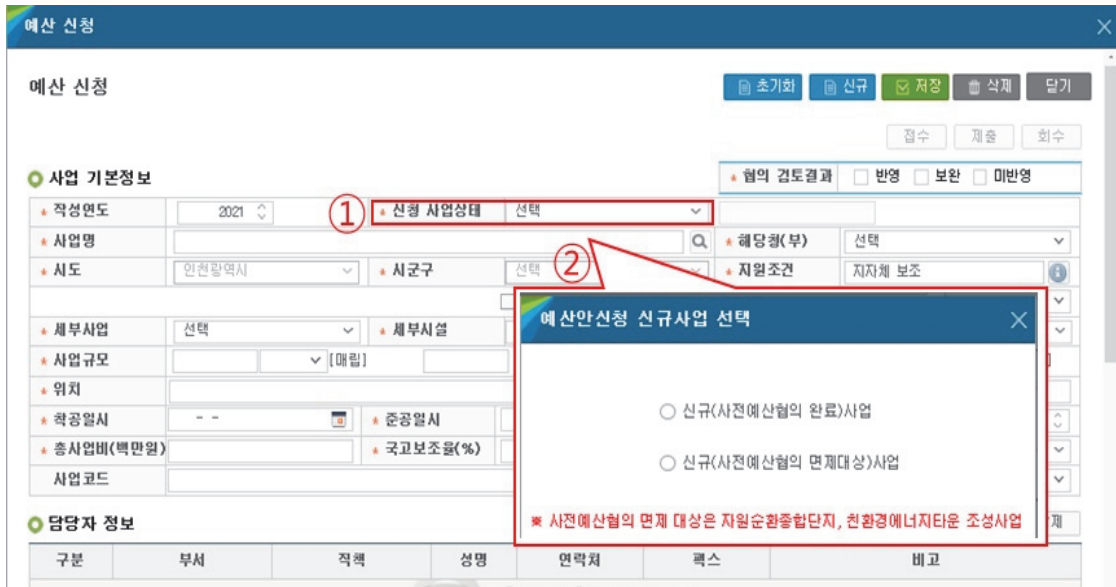 예산 신청
예산 신청
초기화 신규 저장 삭제 닫기
접수 제출 회수
사업 기본정보
* 협의 검토결과 반영 보완 미반영
* 작성연도 2021 ① * 신청 사업상태 선택
* 사업명 * 해당청(부) 선택
* 시도 인천광역시 * 시군구 선택 * 지원조건 지자체 보조
②
예산안신청 신규사업 선택
신규(사전예산협의 완료)사업
신규(사전예산협의 면제대상)사업
※ 사전예산협의 면제 대상은 자원순환종합단지, 친환경에너지타운 조성사업
* 세부사업 선택 * 세부시설
* 사업규모 [매립]
* 위치
* 착공일시 - - * 준공일시
* 총사업비(백만원) * 국고보조율(%)
사업코드
담당자 정보
구분 부서 직책 성명 연락처 팩스 비고